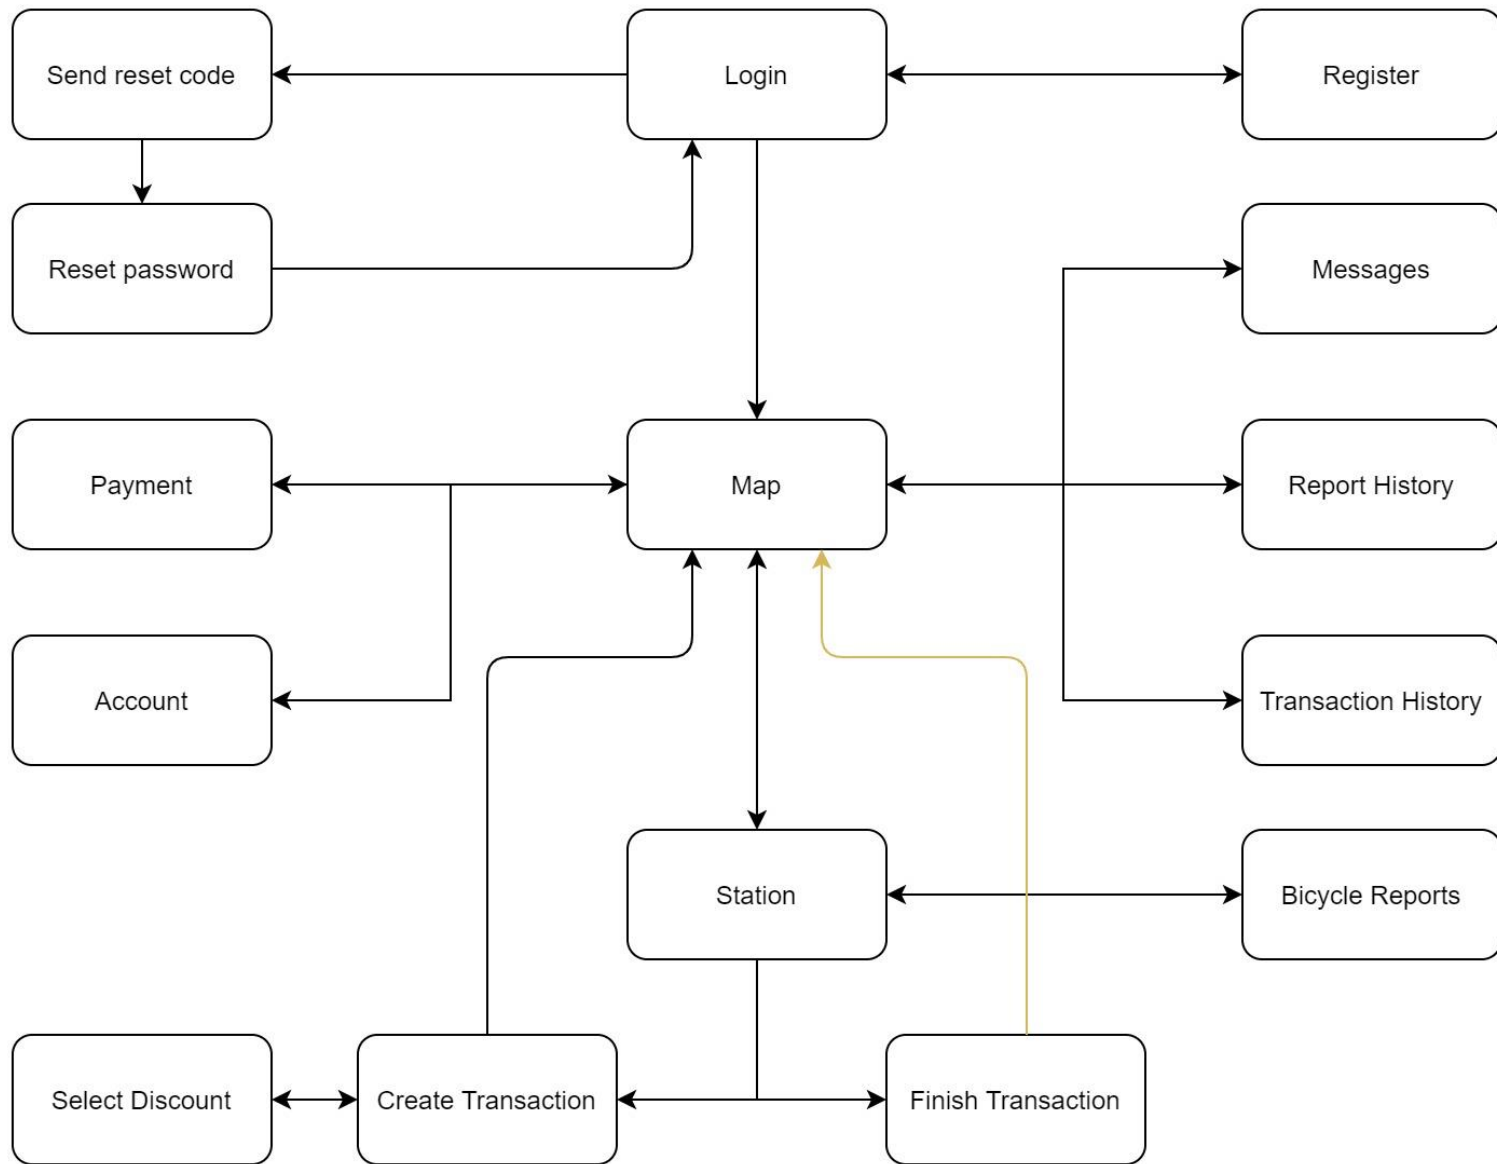 Send reset code
Login
Register
Reset password
Messages
Payment
Map
Report History
Account
Transaction History
Station
Bicycle Reports
Select Discount
Create Transaction
Finish Transaction